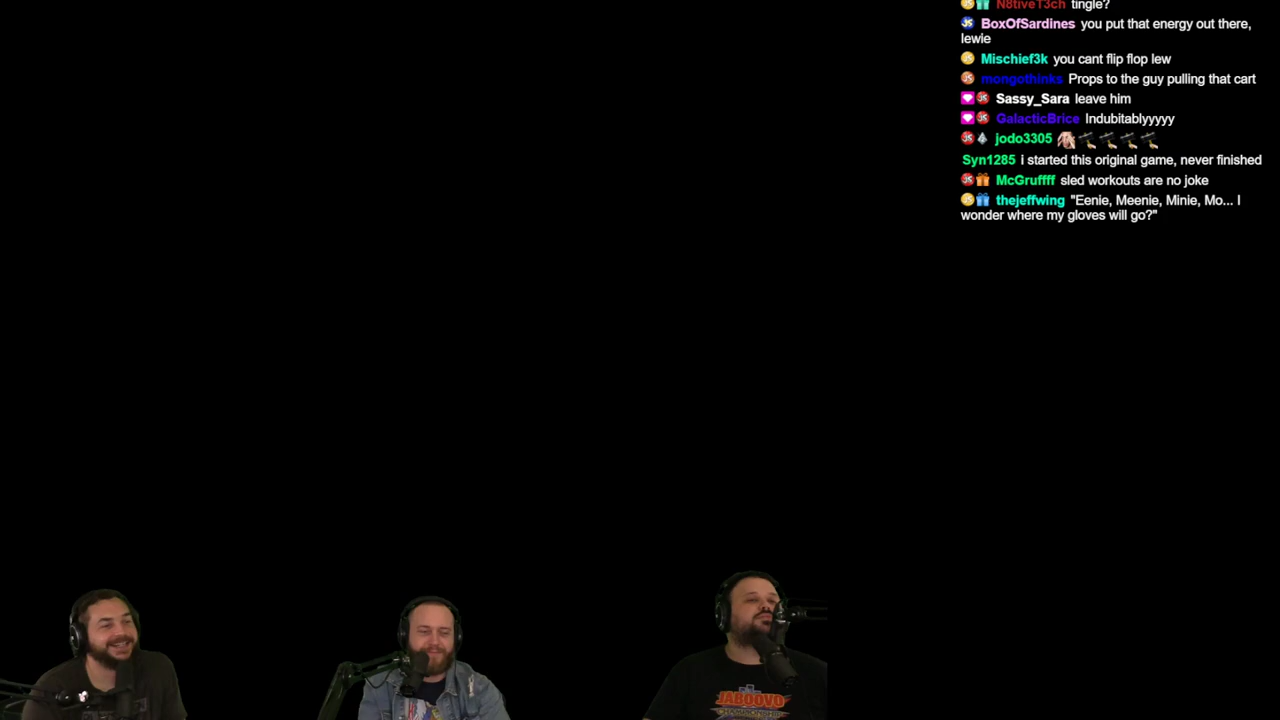 N8tiveT3ch tingle?
BoxOfSardines you put that energy out there,
lewie
Mischief3k you cant flip flop lew
mongothinks Props to the guy pulling that cart
Sassy_Sara leave him
GalacticBrice Indubitablyyyyy
jodo3305
Syn1285 i started this original game, never finished
McGruffff sled workouts are no joke
thejeffwing "Eenie, Meenie, Minie, Mo... I
wonder where my gloves will go?"
JABOOVO
CHAMPIONSHIP